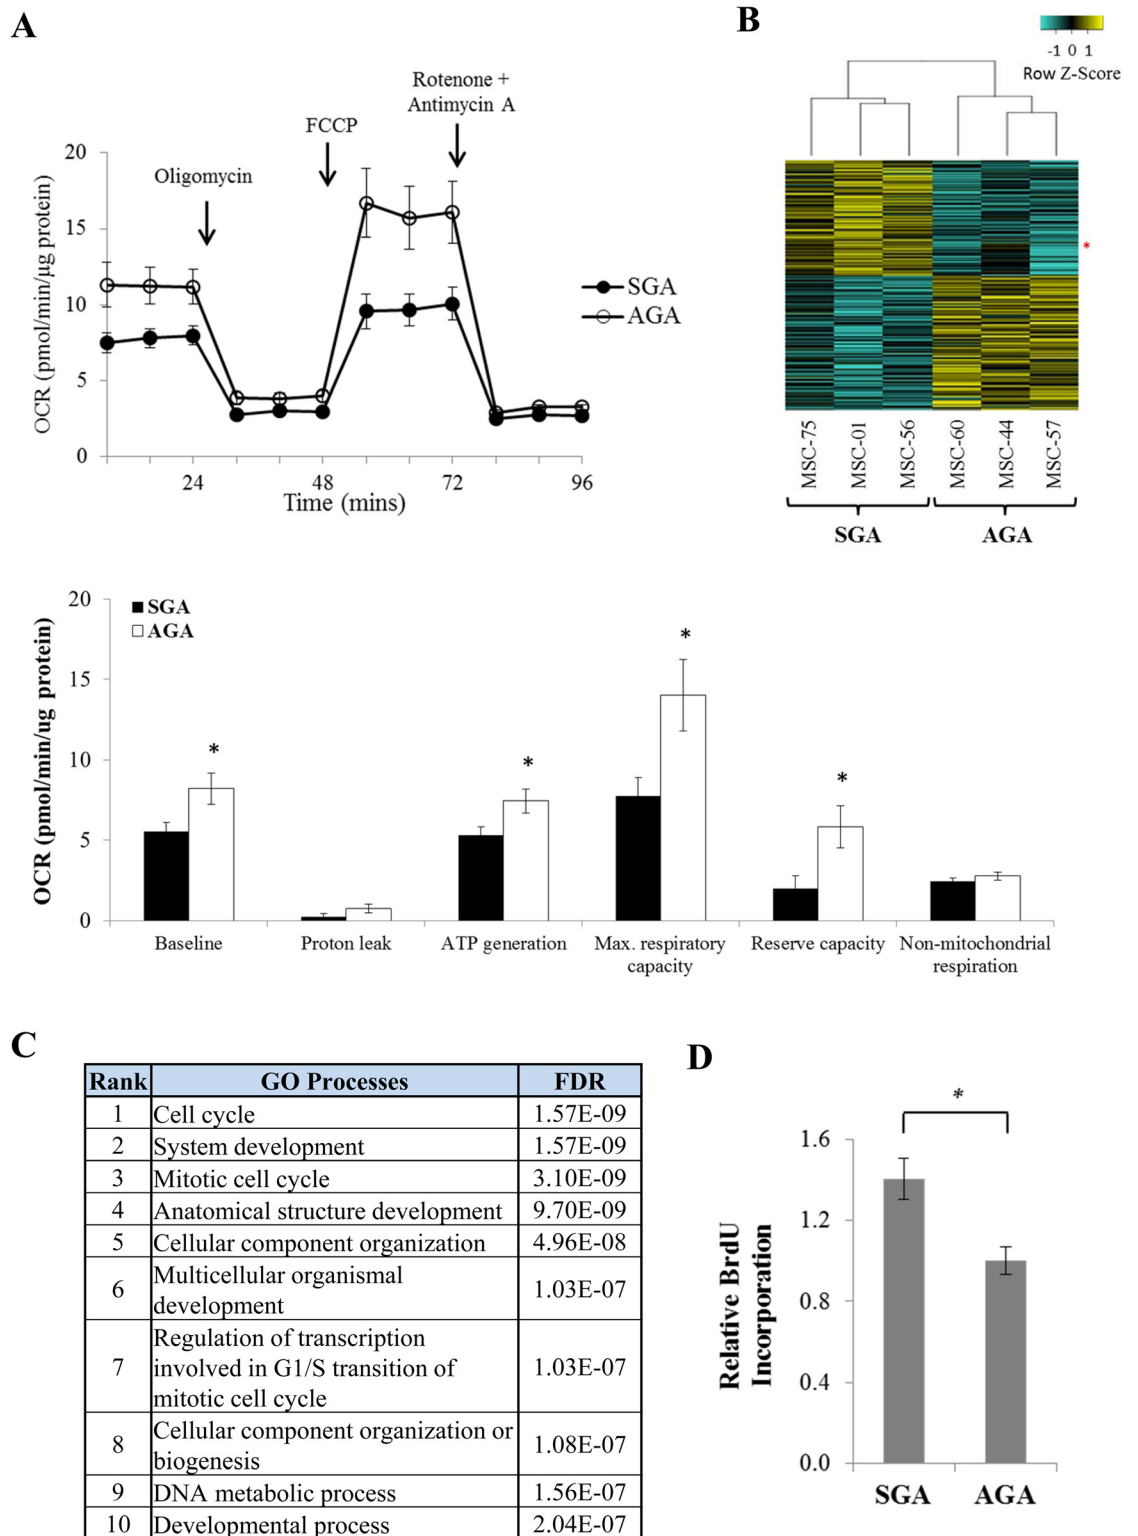 A
Rotenone +
Antimycin A
FCCP
Oligomycin
20
15
10
5
0
OCR (pmol/min/µg protein)
24
48
72
96
Time (mins)
SGA
AGA
B
-1 0 1
Row Z-Score
*
MSC-75
MSC-01
MSC-56
MSC-60
MSC-44
MSC-57
SGA
AGA
20
15
10
5
0
OCR (pmol/min/ug protein)
SGA
AGA
*
*
*
*
Baseline
Proton leak
ATP generation
Max. respiratory
capacity
Reserve capacity
Non-mitochondrial
respiration
C
Rank GO Processes FDR
1 Cell cycle 1.57E-09
2 System development 1.57E-09
3 Mitotic cell cycle 3.10E-09
4 Anatomical structure development 9.70E-09
5 Cellular component organization 4.96E-08
6 Multicellular organismal
development 1.03E-07
7 Regulation of transcription
involved in G1/S transition of
mitotic cell cycle 1.03E-07
8 Cellular component organization or
biogenesis 1.08E-07
9 DNA metabolic process 1.56E-07
10 Developmental process 2.04E-07
D
*
1.6
1.2
0.8
0.4
0.0
Relative BrdU
Incorporation
SGA
AGA